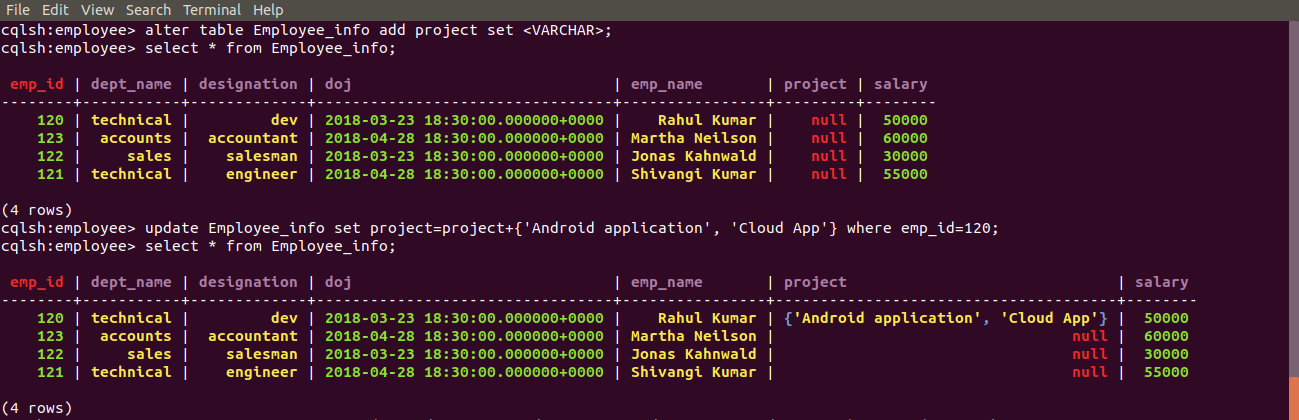 File Edit View Search Terminal Help
cqlsh:employee> alter table Employee_info add project set <VARCHAR>;
cqlsh:employee> select * from Employee_info;
emp_id | dept_name | designation | doj | emp_name | project | salary
--------+-----------+-------------+---------------------------------+----------------+---------+--------
120 | technical | dev | 2018-03-23 18:30:00.000000+0000 | Rahul Kumar | null | 50000
123 | accounts | accountant | 2018-04-28 18:30:00.000000+0000 | Martha Neilson | null | 60000
122 | sales | salesman | 2018-03-23 18:30:00.000000+0000 | Jonas Kahnwald | null | 30000
121 | technical | engineer | 2018-04-28 18:30:00.000000+0000 | Shivangi Kumar | null | 55000
(4 rows)
cqlsh:employee> update Employee_info set project=project+{'Android application', 'Cloud App'} where emp_id=120;
cqlsh:employee> select * from Employee_info;
emp_id | dept_name | designation | doj | emp_name | project | salary
--------+-----------+-------------+---------------------------------+----------------+--------------------------------------+--------
120 | technical | dev | 2018-03-23 18:30:00.000000+0000 | Rahul Kumar | {'Android application', 'Cloud App'} | 50000
123 | accounts | accountant | 2018-04-28 18:30:00.000000+0000 | Martha Neilson | null | 60000
122 | sales | salesman | 2018-03-23 18:30:00.000000+0000 | Jonas Kahnwald | null | 30000
121 | technical | engineer | 2018-04-28 18:30:00.000000+0000 | Shivangi Kumar | null | 55000
(4 rows)